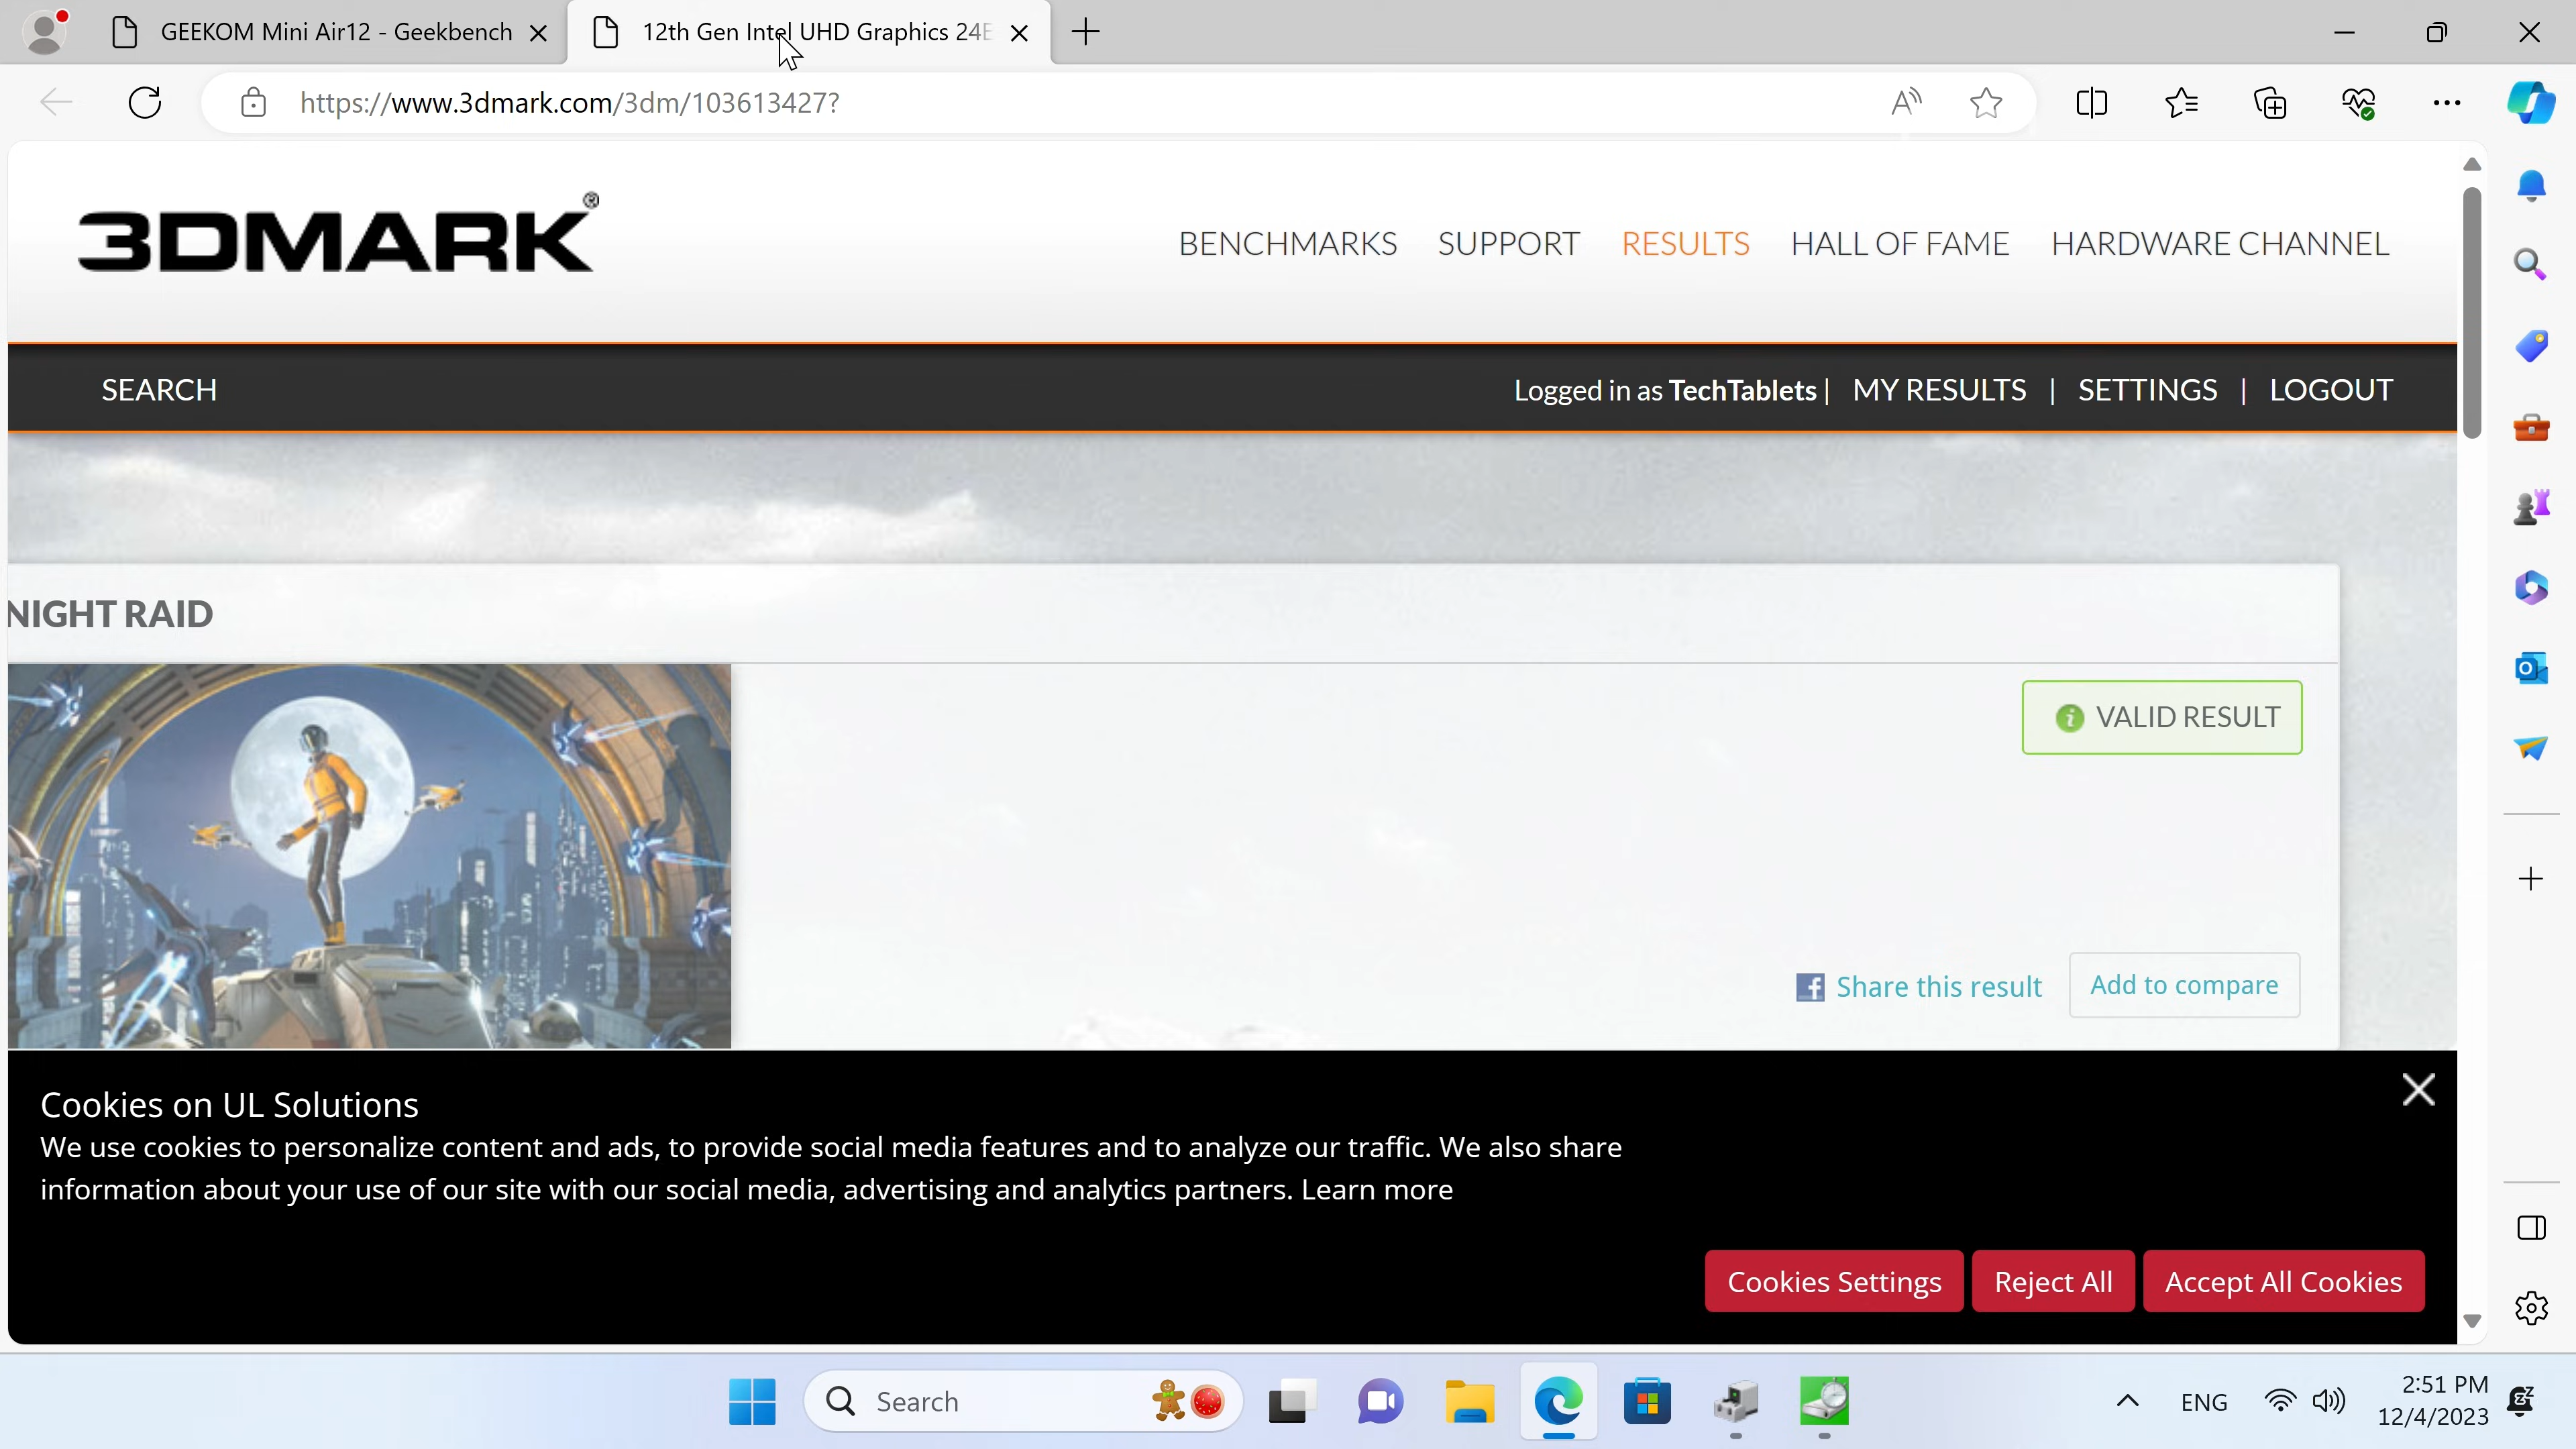 GEEKOM Mini Air12 - Geekbench
12th Gen Intel UHD Graphics 24E
https://www.3dmark.com/3dm/103613427?
3DMARK®
BENCHMARKS SUPPORT RESULTS HALL OF FAME HARDWARE CHANNEL
SEARCH
Logged in as TechTablets | MY RESULTS | SETTINGS | LOGOUT
NIGHT RAID
VALID RESULT
Share this result
Add to compare
Cookies on UL Solutions
We use cookies to personalize content and ads, to provide social media features and to analyze our traffic. We also share
information about your use of our site with our social media, advertising and analytics partners. Learn more
Cookies Settings
Reject All
Accept All Cookies
Search
ENG
2:51 PM
12/4/2023